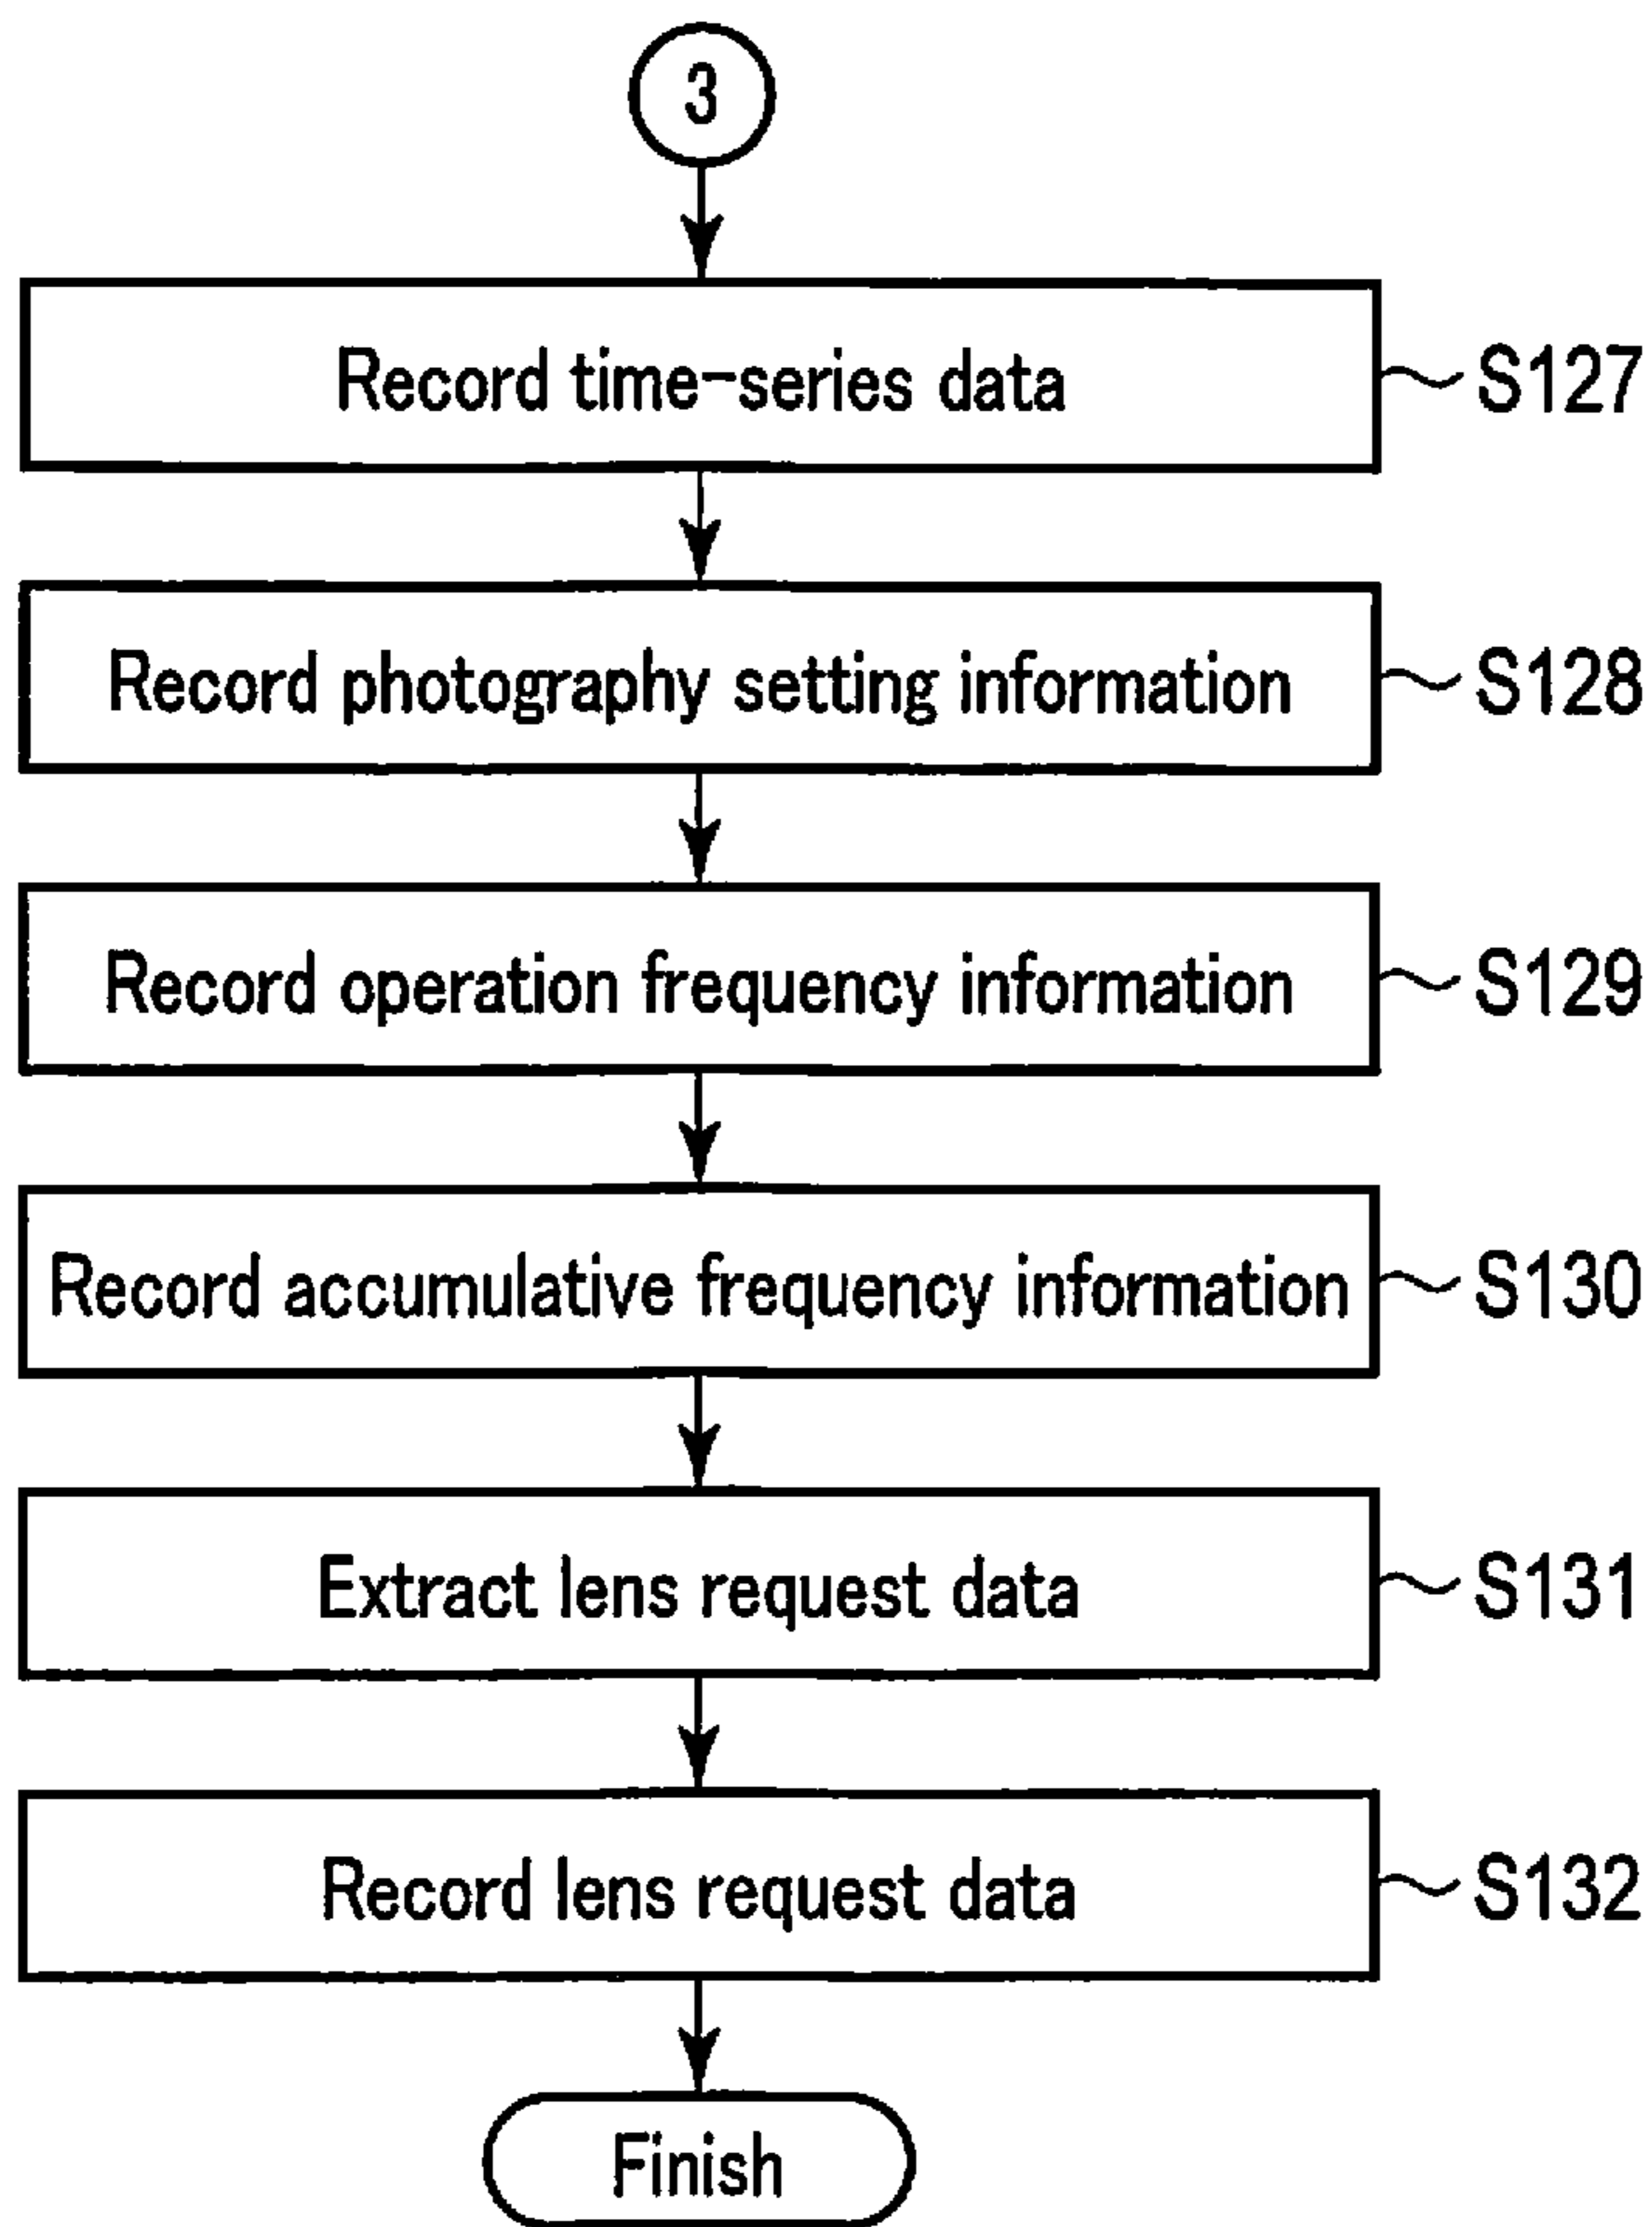 3
Record time-series data
S127
Record photography setting information
S128
Record operation frequency information
S129
Record accumulative frequency information
S130
Extract lens request data
S131
Record lens request data
S132
Finish